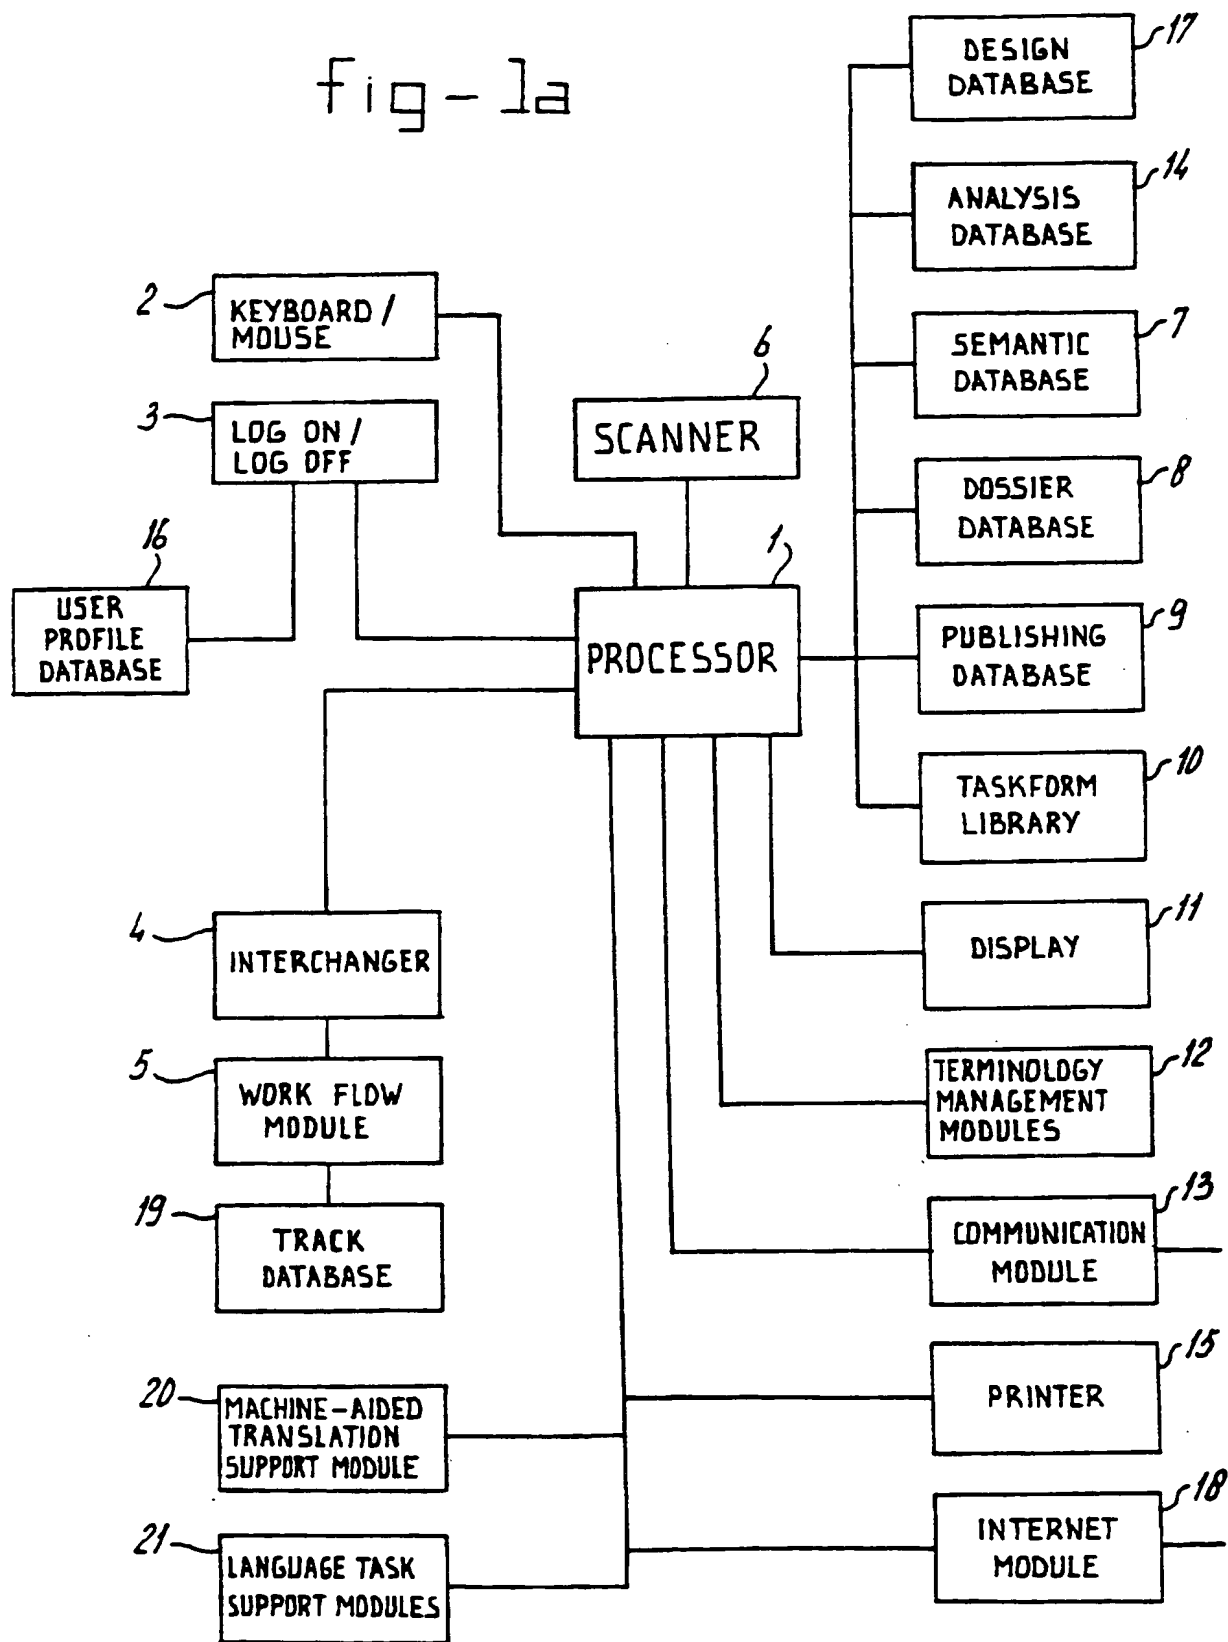 fig-1a
17
DESIGN
DATABASE
14
ANALYSIS
DATABASE
2
KEYBOARD /
MOUSE
7
SEMANTIC
DATABASE
6
SCANNER
3
LOG ON /
LOG OFF
8
DOSSIER
DATABASE
16
USER
PROFILE
DATABASE
1
PROCESSOR
9
PUBLISHING
DATABASE
10
TASKFORM
LIBRARY
4
INTERCHANGER
11
DISPLAY
5
WORK FLOW
MODULE
12
TERMINOLOGY
MANAGEMENT
MODULES
19
TRACK
DATABASE
13
COMMUNICATION
MODULE
15
PRINTER
20
MACHINE-AIDED
TRANSLATION
SUPPORT MODULE
18
INTERNET
MODULE
21
LANGUAGE TASK
SUPPORT MODULES